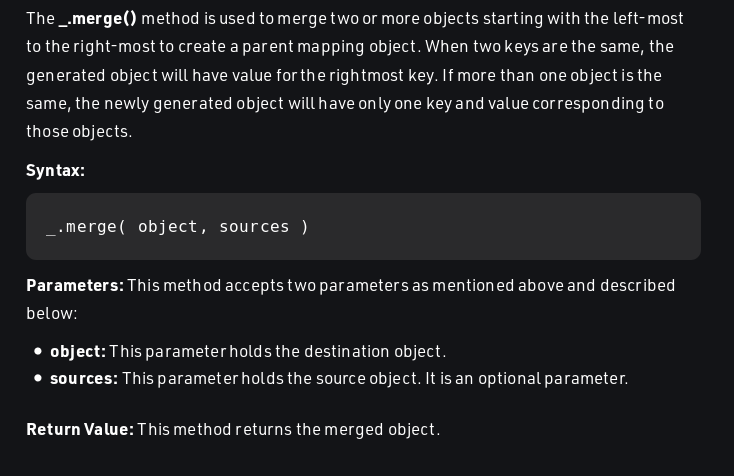 The _.merge() method is used to merge two or more objects starting with the left-most
to the right-most to create a parent mapping object. When two keys are the same, the
generated object will have value for the rightmost key. If more than one object is the
same, the newly generated object will have only one key and value corresponding to
those objects.
Syntax:
_.merge( object, sources )
Parameters: This method accepts two parameters as mentioned above and described
below:
• object: This parameter holds the destination object.
• sources: This parameter holds the source object. It is an optional parameter.
Return Value: This method returns the merged object.